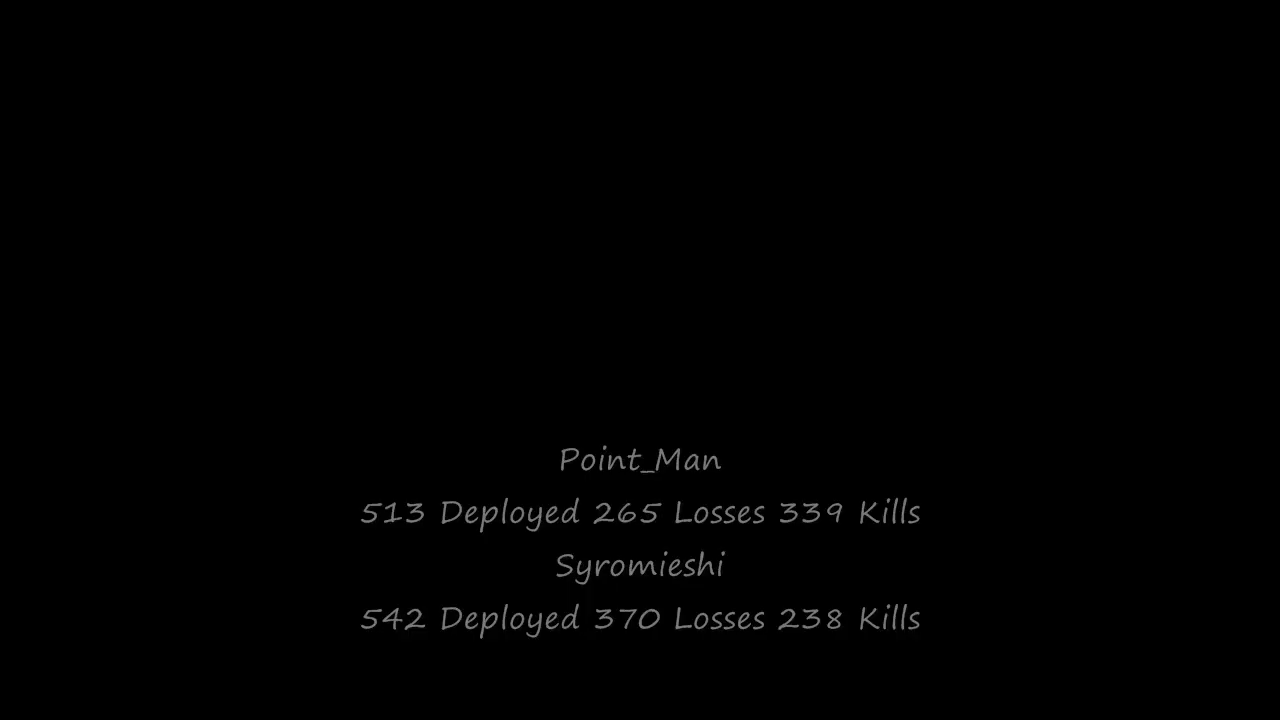 Point_Man
513 Deployed 265 Losses 339 Kills
Syromieshi
542 Deployed 370 Losses 238 Kills